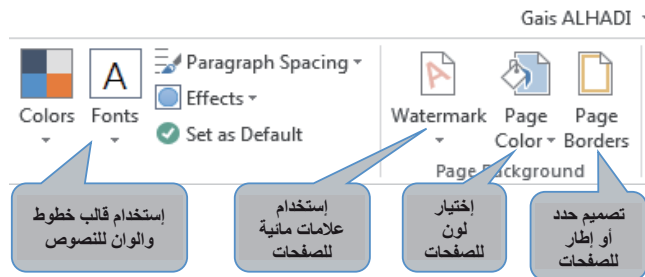 Gais ALHADI
Colors
Fonts
Paragraph Spacing
Effects
Set as Default
Watermark
Page
Color
Page
Borders
Page Background
إستخدام قالب خطوط
والوان للنصوص
إستخدام
علامات مائية
للصفحات
إختيار
لون
للصفحات
تصميم حدد
أو إطار
للصفحات